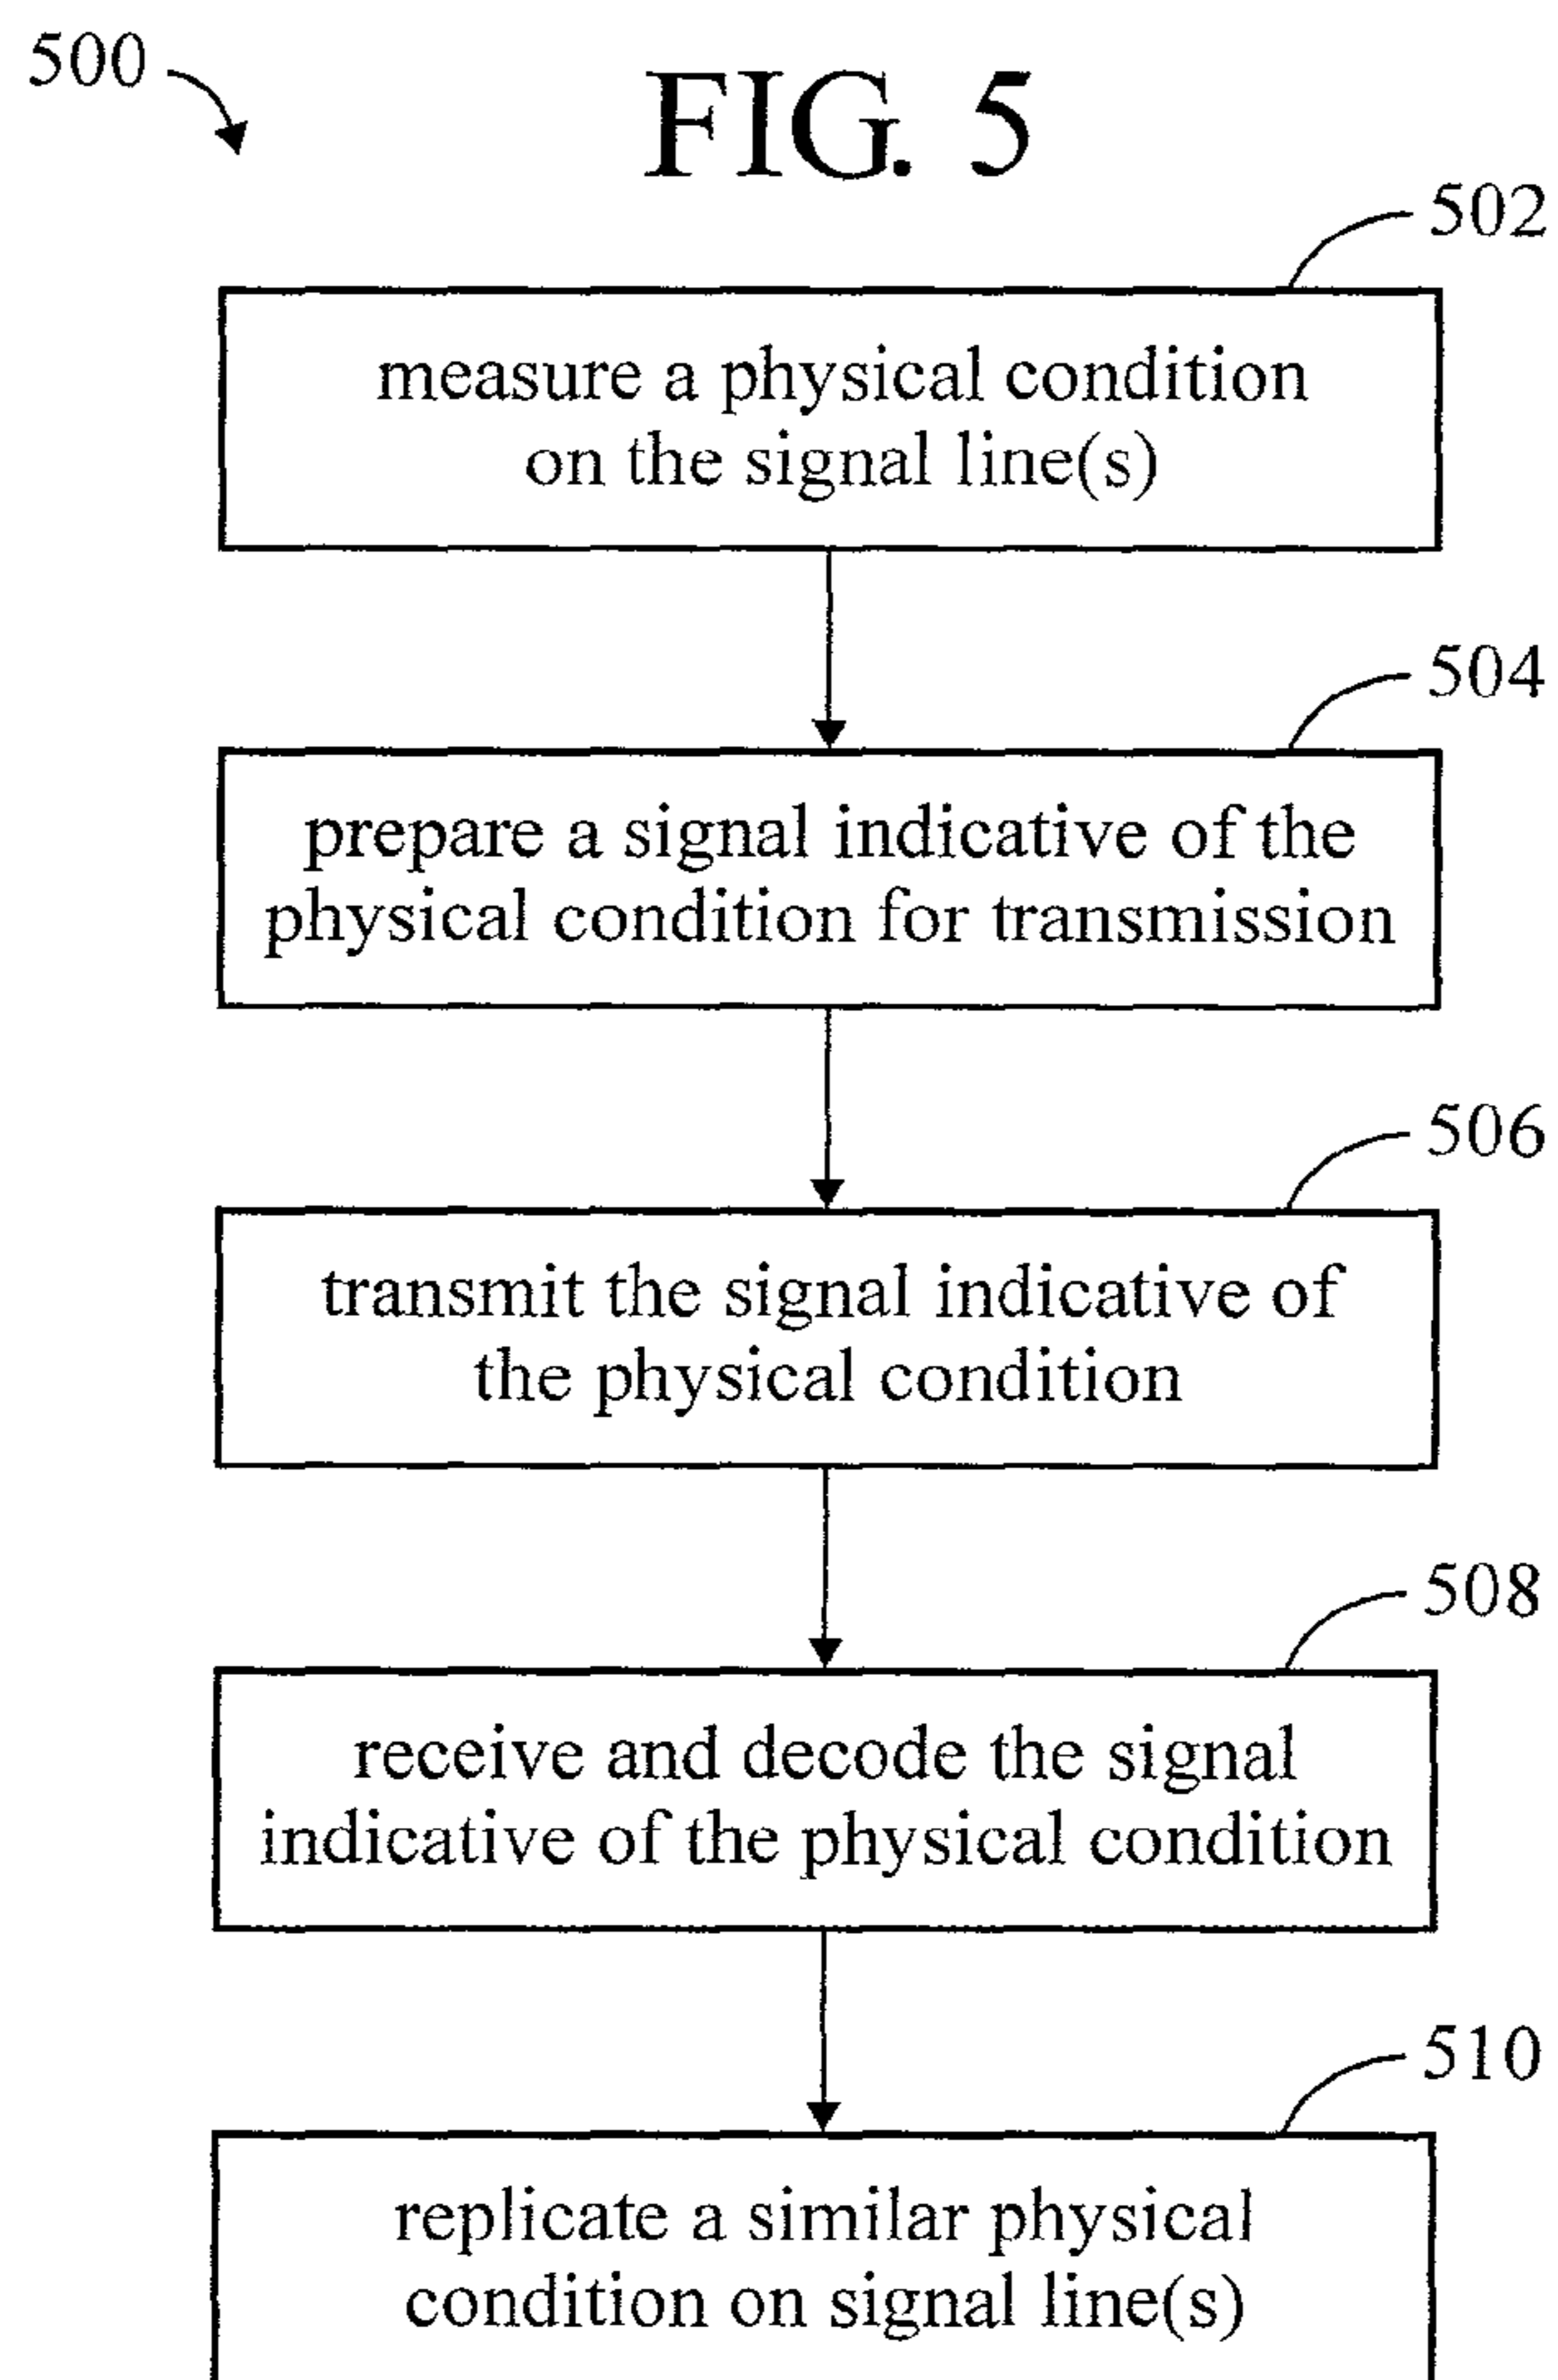 500
FIG. 5
502
measure a physical condition
on the signal line(s)
504
prepare a signal indicative of the
physical condition for transmission
506
transmit the signal indicative of
the physical condition
508
receive and decode the signal
indicative of the physical condition
510
replicate a similar physical
condition on signal line(s)